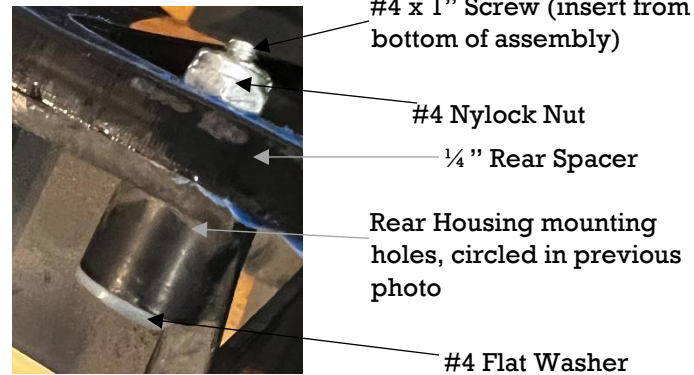 #4 x 1" Screw (insert from
bottom of assembly)
#4 Nylock Nut
¼ " Rear Spacer
Rear Housing mounting
holes, circled in previous
photo
#4 Flat Washer